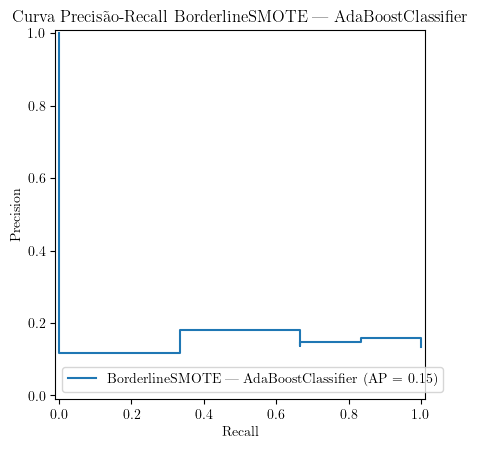 Curva Precisão-Recall BorderlineSMOTE — AdaBoostClassifier
1.0
0.8
0.6
0.4
0.2
0.0
Precision
BorderlineSMOTE — AdaBoostClassifier (AP = 0.15)
0.0 0.2 0.4 0.6 0.8 1.0
Recall